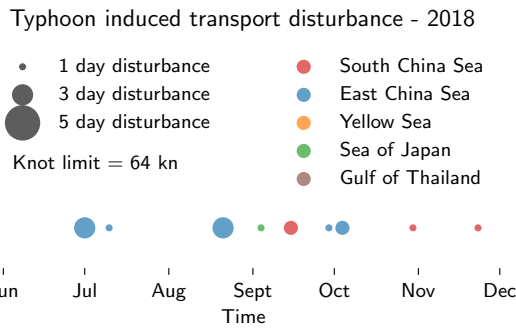 Typhoon induced transport disturbance - 2018
1 day disturbance
3 day disturbance
5 day disturbance
Knot limit = 64 kn
South China Sea
East China Sea
Yellow Sea
Sea of Japan
Gulf of Thailand
un Jul Aug Sept Oct Nov Dec
Time